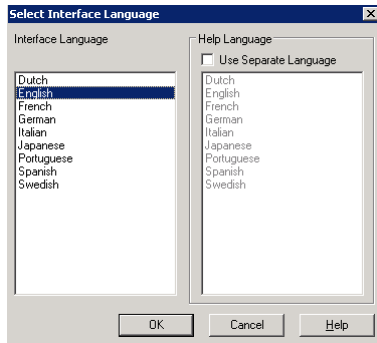 Select Interface Language
Interface Language
Dutch
English
French
German
Italian
Japanese
Portuguese
Spanish
Swedish
Help Language
Use Separate Language
Dutch
English
French
German
Italian
Japanese
Portuguese
Spanish
Swedish
OK
Cancel
Help